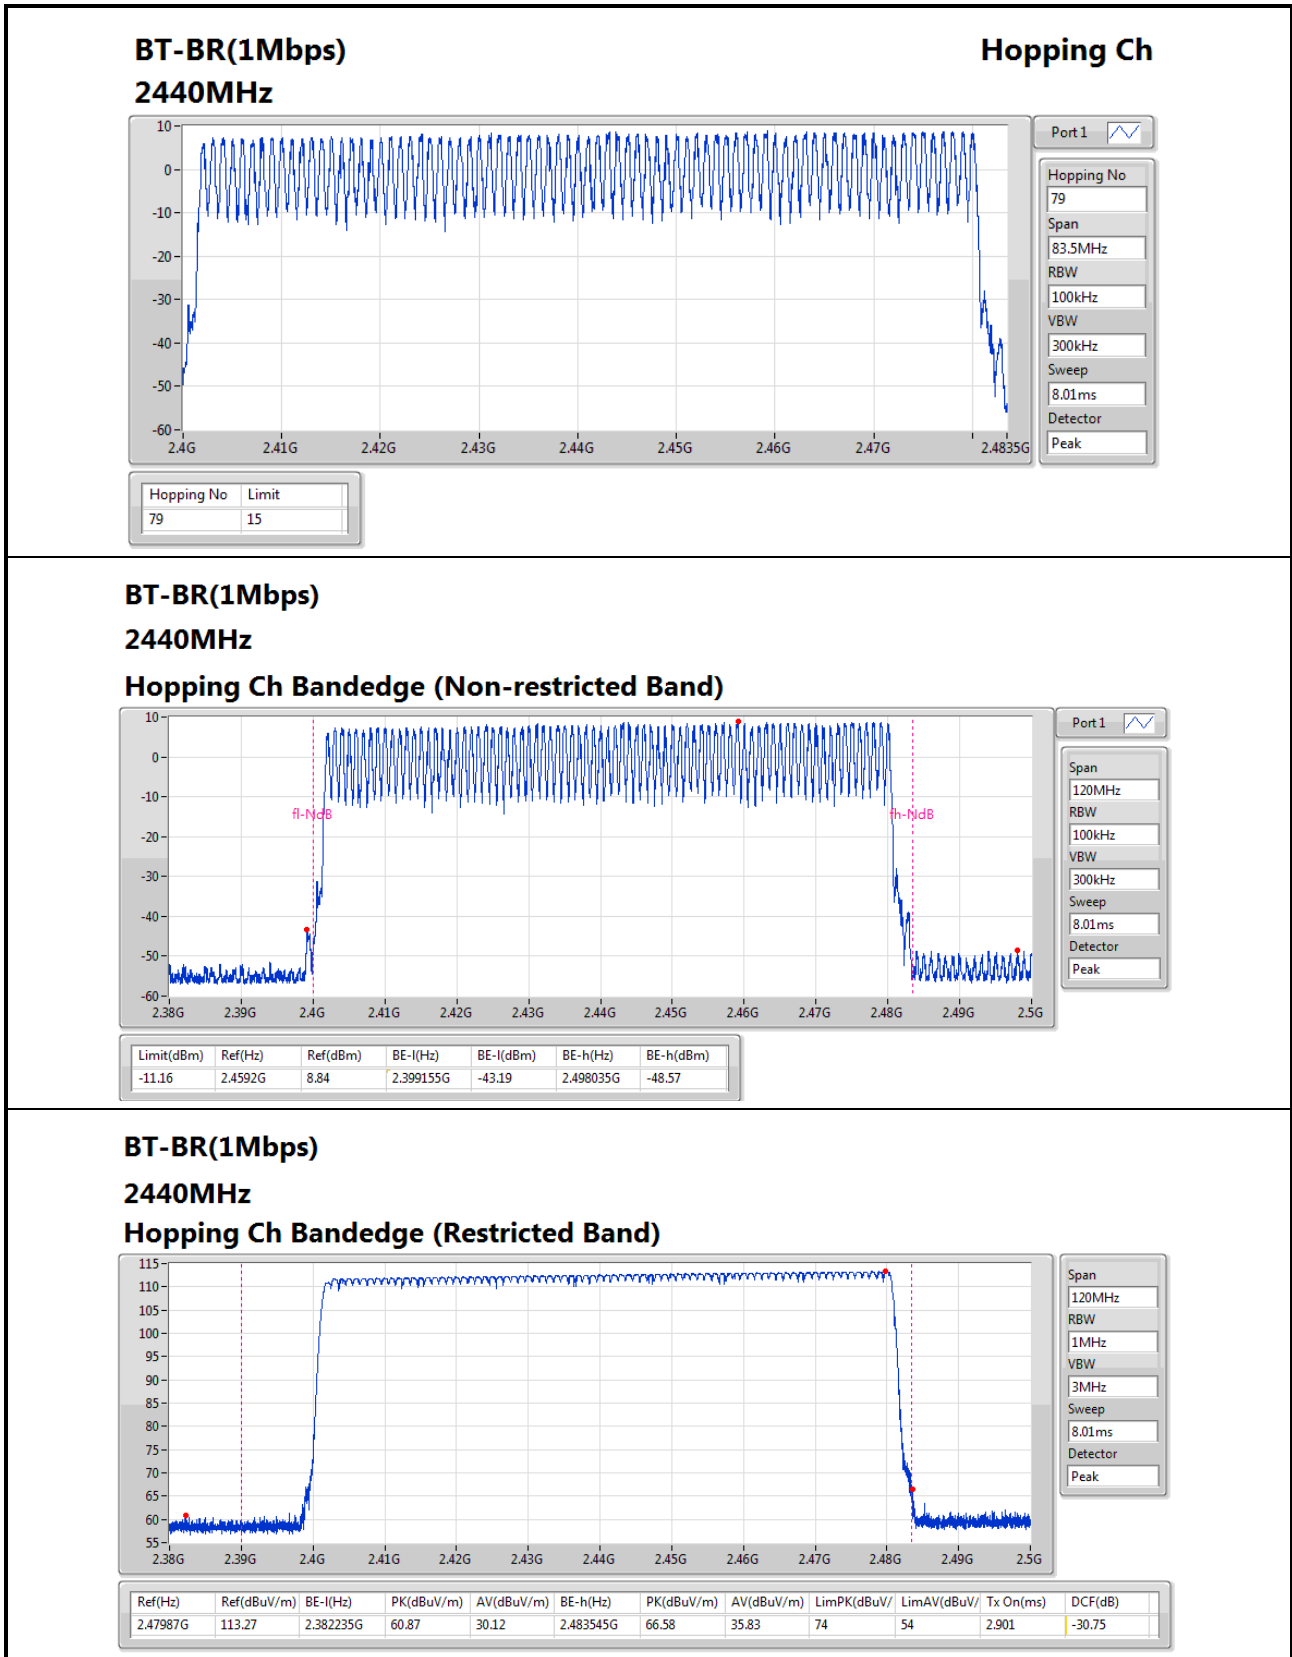 BT-BR(1Mbps) Hopping Ch
2440MHz
Port 1
10
0
-10
-20
-30
-40
-50
-60
2.4G 2.41G 2.42G 2.43G 2.44G 2.45G 2.46G 2.47G 2.4835G
Hopping No
79
Span
83.5MHz
RBW
100kHz
VBW
300kHz
Sweep
8.01ms
Detector
Peak
Hopping No Limit
79 15
BT-BR(1Mbps)
2440MHz
Hopping Ch Bandedge (Non-restricted Band)
Port 1
10
0
-10
fl-NdB fh-NdB
-20
-30
-40
-50
-60
2.38G 2.39G 2.4G 2.41G 2.42G 2.43G 2.44G 2.45G 2.46G 2.47G 2.48G 2.49G 2.5G
Span
120MHz
RBW
100kHz
VBW
300kHz
Sweep
8.01ms
Detector
Peak
Limit(dBm) Ref(Hz) Ref(dBm) BE-l(Hz) BE-l(dBm) BE-h(Hz) BE-h(dBm)
-11.16 2.4592G 8.84 2.399155G -43.19 2.498035G -48.57
BT-BR(1Mbps)
2440MHz
Hopping Ch Bandedge (Restricted Band)
115
110
105
100
95
90
85
80
75
70
65
60
55
2.38G 2.39G 2.4G 2.41G 2.42G 2.43G 2.44G 2.45G 2.46G 2.47G 2.48G 2.49G 2.5G
Span
120MHz
RBW
1MHz
VBW
3MHz
Sweep
8.01ms
Detector
Peak
Ref(Hz) Ref(dBuV/m) BE-l(Hz) PK(dBuV/m) AV(dBuV/m) BE-h(Hz) PK(dBuV/m) AV(dBuV/m) LimPK(dBuV/ LimAV(dBuV/ Tx On(ms) DCF(dB)
2.47987G 113.27 2.382235G 60.87 30.12 2.483545G 66.58 35.83 74 54 2.901 -30.75